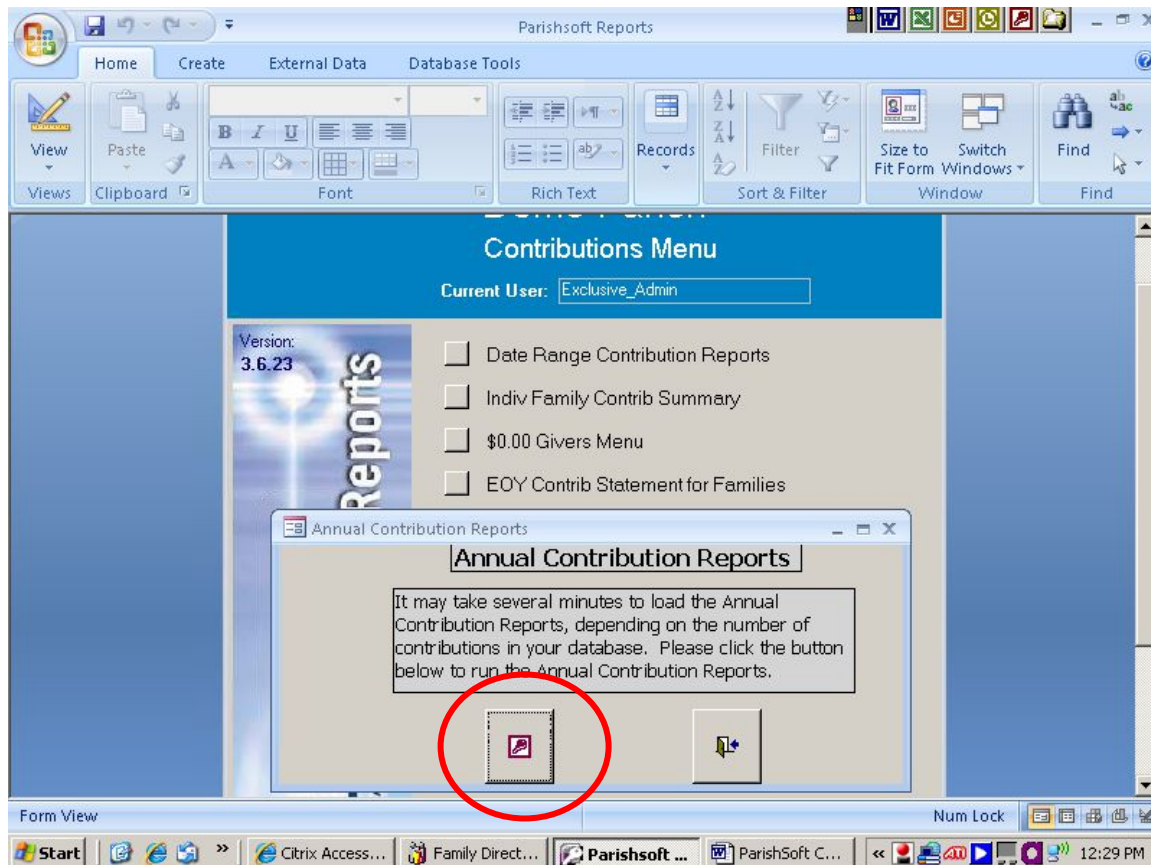 Parishsoft Reports
Home Create External Data Database Tools
View
Paste
B I U
A
Records
Filter
Size to Fit Form
Switch Windows
Find
Views Clipboard Font Rich Text Sort & Filter Window Find
Contributions Menu
Current User: Exclusive_Admin
Version:
3.6.23
Reports
Date Range Contribution Reports
Indiv Family Contrib Summary
$0.00 Givers Menu
EOY Contrib Statement for Families
Annual Contribution Reports
Annual Contribution Reports
It may take several minutes to load the Annual
Contribution Reports, depending on the number of
contributions in your database. Please click the button
below to run the Annual Contribution Reports.
Form View Num Lock
Start Citrix Access... Family Direct... Parishsoft ... ParishSoft C... 12:29 PM